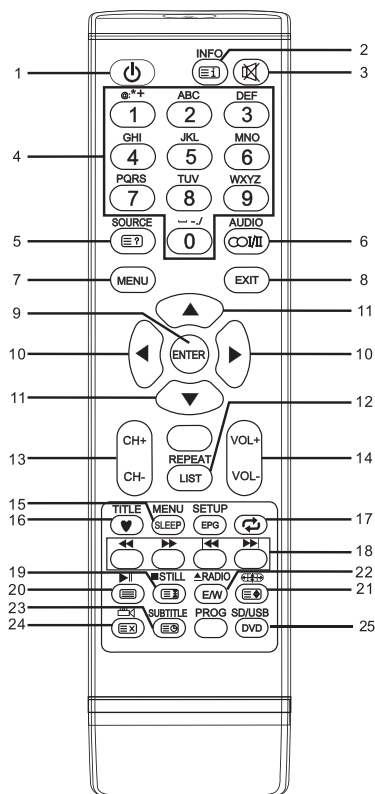 INFO
2
1
3
@:*+ ABC DEF
1 2 3
4
GHI JKL MNO
4 5 6
PQRS TUV WXYZ
7 8 9
SOURCE ⎵ -./ AUDIO
5 ? 0 I/II 6
7 MENU EXIT 8
9 11
10 ENTER 10
11
12
CH+ VOL+
REPEAT
13 14
LIST
CH- VOL-
15
TITLE MENU SETUP
16 SLEEP EPG 17
18
19 STILL RADIO 22
20 E/W 21
23 SUBTITLE PROG SD/USB
24 DVD 25